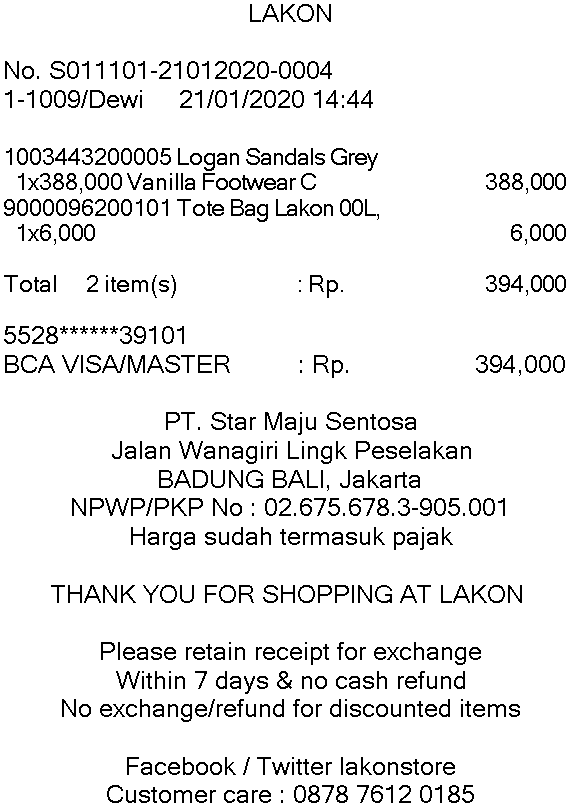 LAKON
No. S011101-21012020-0004
1-1009/Dewi 21/01/2020 14:44
1003443200005 Logan Sandals Grey
1x388,000 Vanilla Footwear C 388,000
9000096200101 Tote Bag Lakon 00L,
1x6,000 6,000
Total 2 item(s) : Rp. 394,000
5528******39101
BCA VISA/MASTER : Rp. 394,000
PT. Star Maju Sentosa
Jalan Wanagiri Lingk Peselakan
BADUNG BALI, Jakarta
NPWP/PKP No : 02.675.678.3-905.001
Harga sudah termasuk pajak
THANK YOU FOR SHOPPING AT LAKON
Please retain receipt for exchange
Within 7 days & no cash refund
No exchange/refund for discounted items
Facebook / Twitter lakonstore
Customer care : 0878 7612 0185